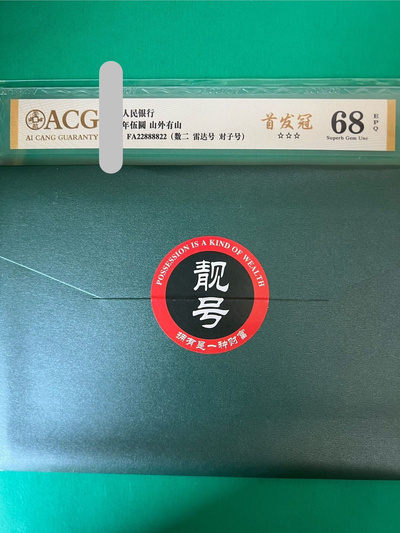 ACG
AI CANG GUARANTY
人民银行
年伍圆 山外有山
FA22888822（数二 雷达号 对子号）
首发冠
☆☆☆
68
EPQ
Superb Gem Unc
POSSESSION IS A KIND OF WEALTH
靓号
拥有是一种财富